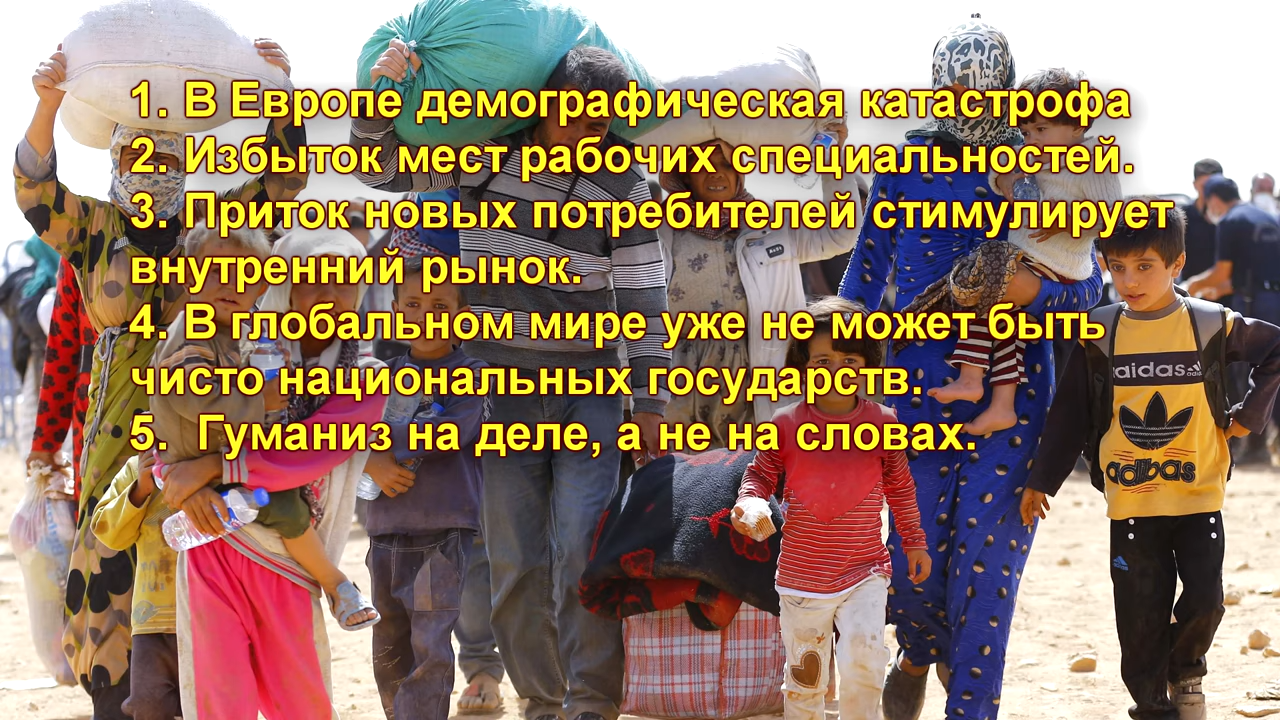 1. В Европе демографическая катастрофа
2. Избыток мест рабочих специальностей.
3. Приток новых потребителей стимулирует
внутренний рынок.
4. В глобальном мире уже не может быть
чисто национальных государств.
5. Гуманиз на деле, а не на словах.
adidas
adibas